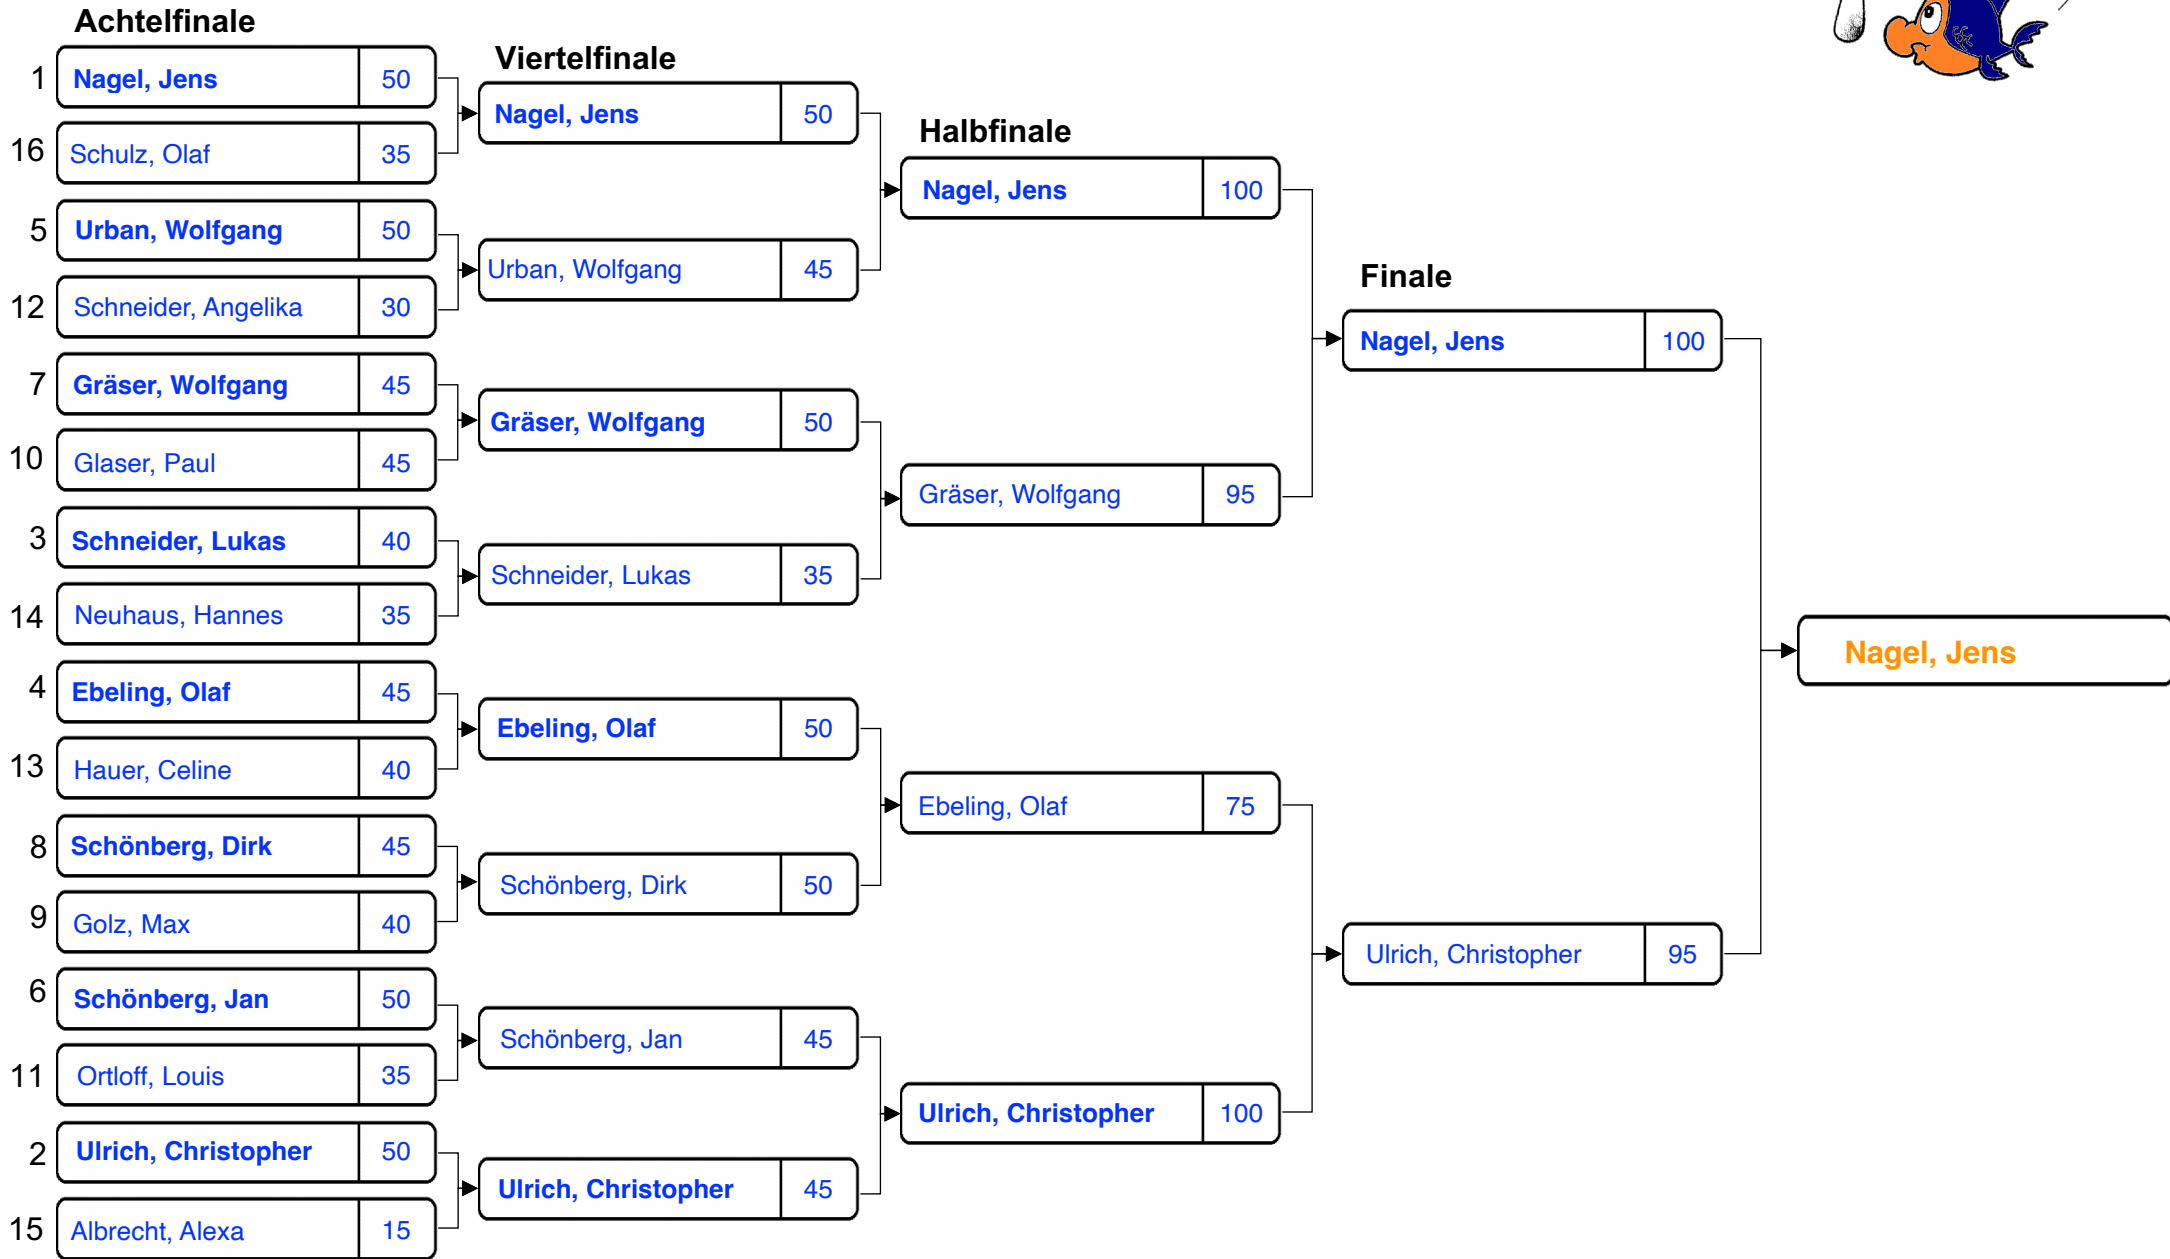 Achtelfinale
1 Nagel, Jens 50
16 Schulz, Olaf 35
5 Urban, Wolfgang 50
12 Schneider, Angelika 30
7 Gräser, Wolfgang 45
10 Glaser, Paul 45
3 Schneider, Lukas 40
14 Neuhaus, Hannes 35
4 Ebeling, Olaf 45
13 Hauer, Celine 40
8 Schönberg, Dirk 45
9 Golz, Max 40
6 Schönberg, Jan 50
11 Ortloff, Louis 35
2 Ulrich, Christopher 50
15 Albrecht, Alexa 15
Viertelfinale
Nagel, Jens 50
Urban, Wolfgang 45
Gräser, Wolfgang 50
Schneider, Lukas 35
Ebeling, Olaf 50
Schönberg, Dirk 50
Schönberg, Jan 45
Ulrich, Christopher 45
Halbfinale
Nagel, Jens 100
Gräser, Wolfgang 95
Ebeling, Olaf 75
Ulrich, Christopher 100
Finale
Nagel, Jens 100
Ulrich, Christopher 95
Nagel, Jens